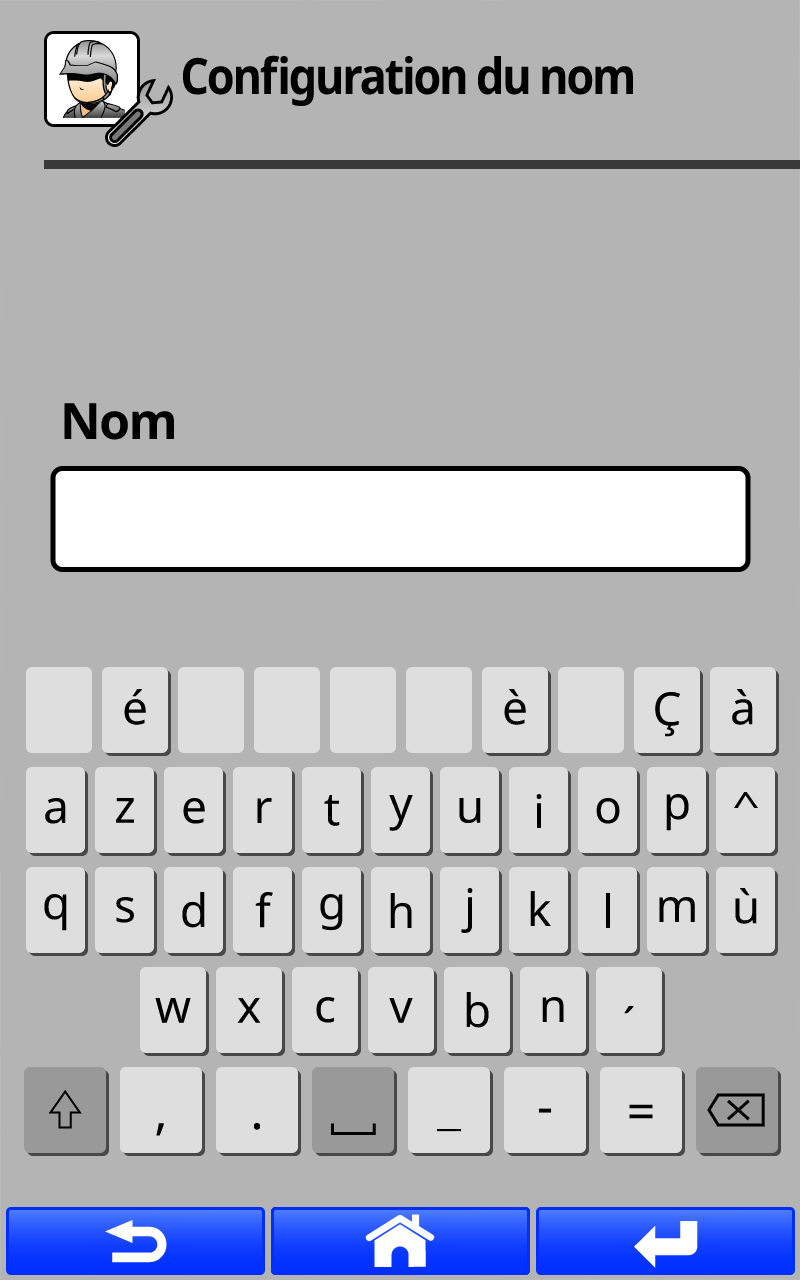 Configuration du nom
Nom
é è Ç à
a z e r t y u i o p ^
q s d f g h j k l m ù
w x c v b n ´
, . _ - =